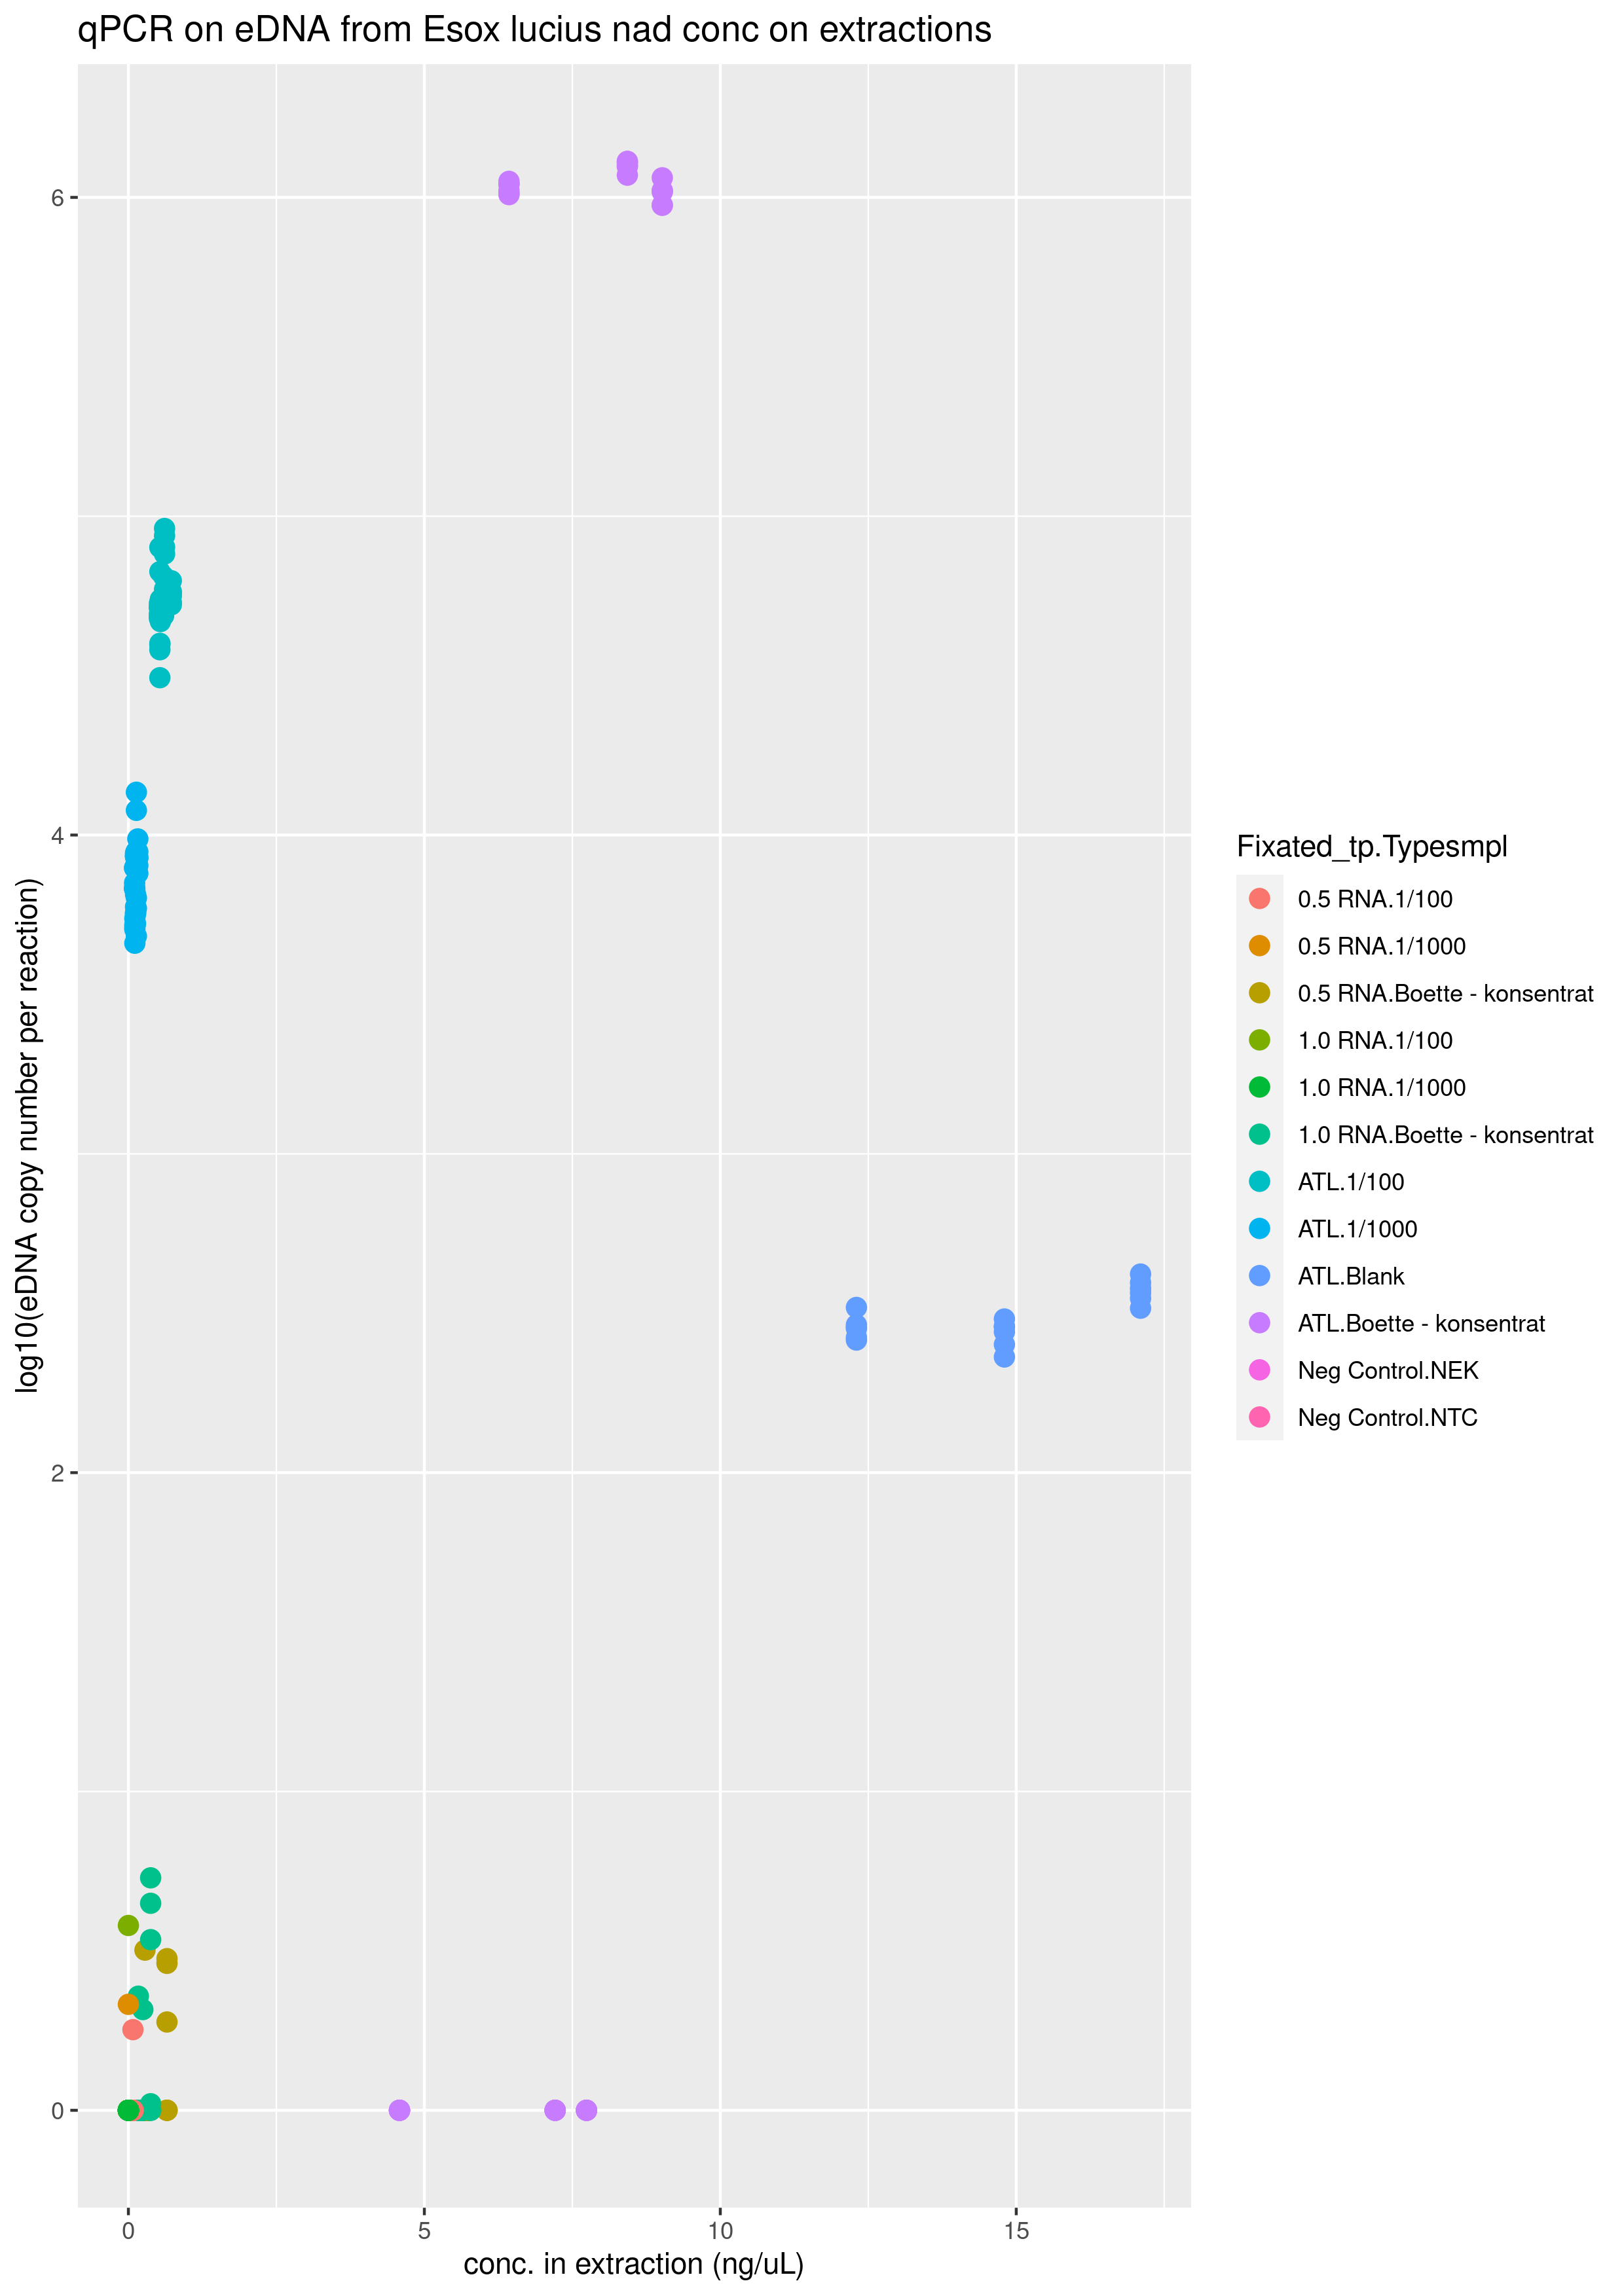 qPCR on eDNA from Esox lucius nad conc on extractions
log10(eDNA copy number per reaction)
6
4
2
0
0
5
10
15
conc. in extraction (ng/uL)
Fixated_tp.Typesmpl
0.5 RNA.1/100
0.5 RNA.1/1000
0.5 RNA.Boette - konsentrat
1.0 RNA.1/100
1.0 RNA.1/1000
1.0 RNA.Boette - konsentrat
ATL.1/100
ATL.1/1000
ATL.Blank
ATL.Boette - konsentrat
Neg Control.NEK
Neg Control.NTC